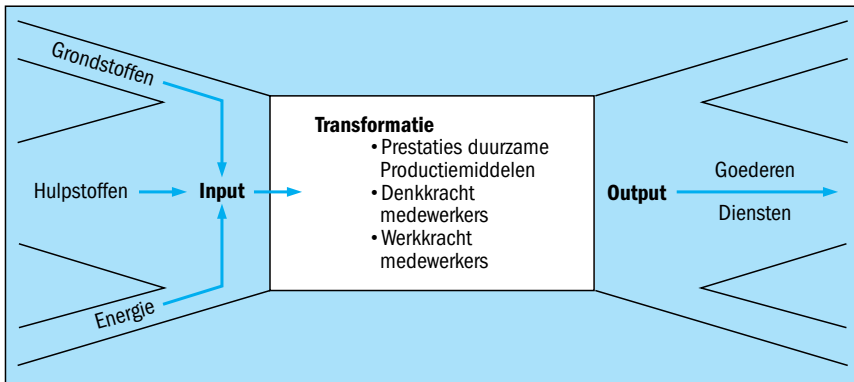 Grondstoffen
Hulpstoffen
Energie
Input
Transformatie
• Prestaties duurzame
Productiemiddelen
• Denkkracht
medewerkers
• Werkkracht
medewerkers
Output
Goederen
Diensten